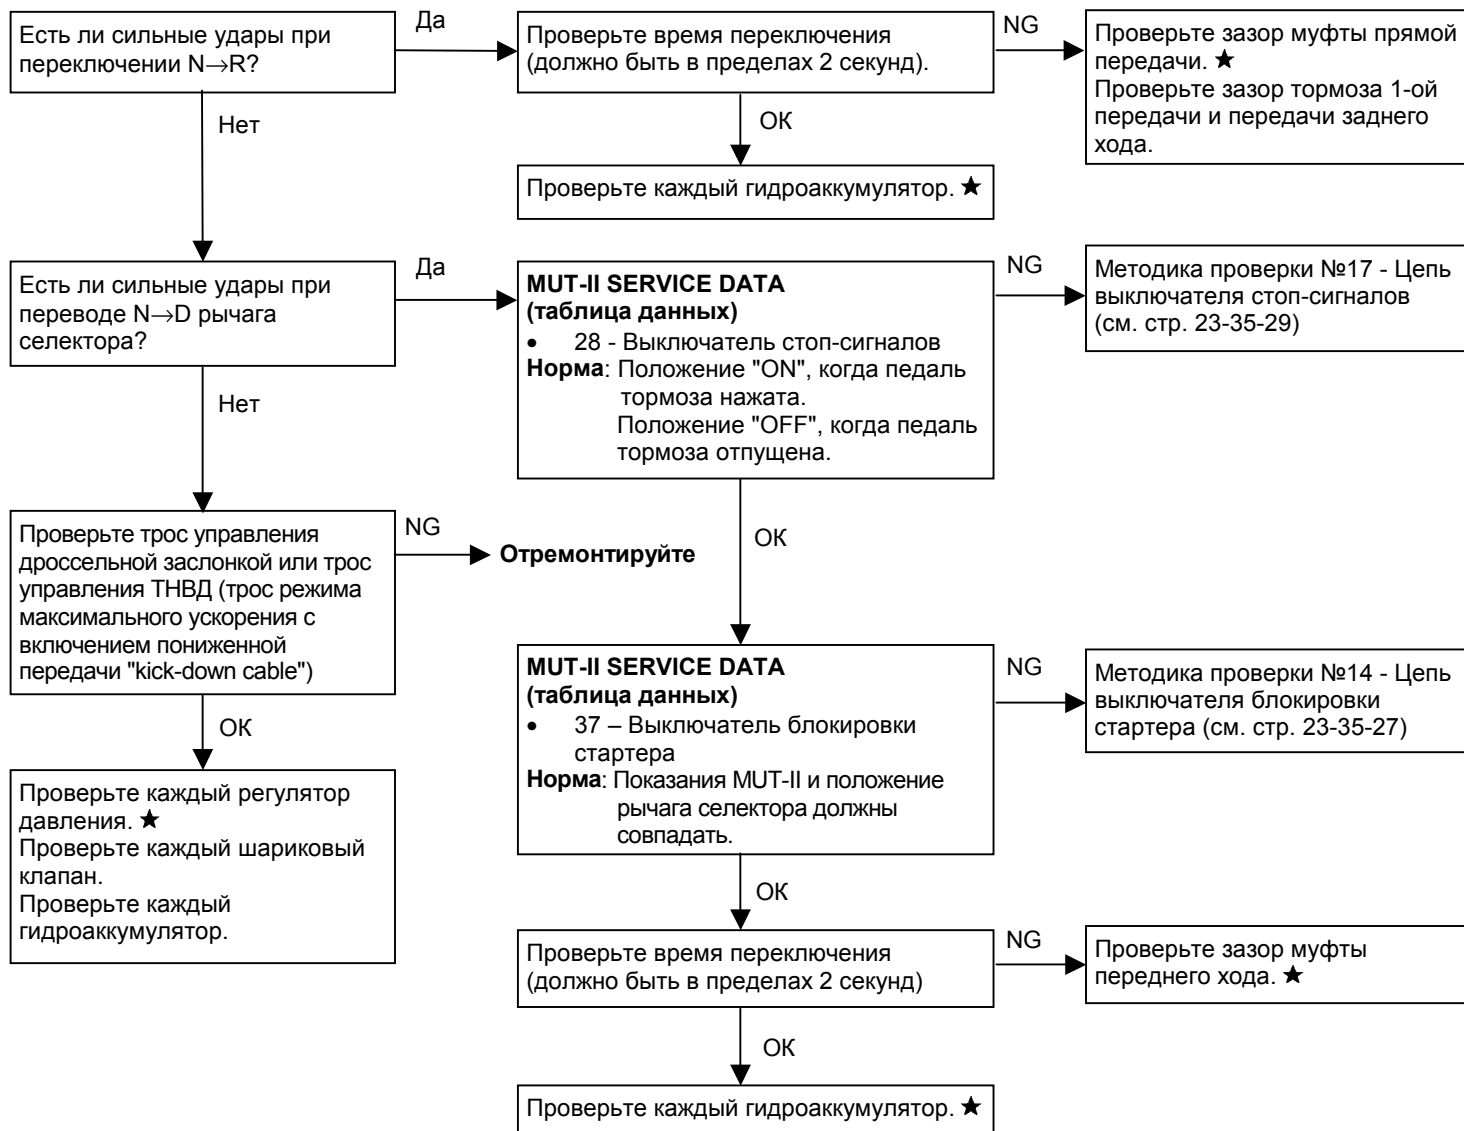 Есть ли сильные удары при
переключении N→R?
Да
Проверьте время переключения
(должно быть в пределах 2 секунд).
NG
Проверьте зазор муфты прямой
передачи. ★
Проверьте зазор тормоза 1-ой
передачи и передачи заднего
хода.
Нет
ОК
Проверьте каждый гидроаккумулятор. ★
Есть ли сильные удары при
переводе N→D рычага
селектора?
Да
MUT-II SERVICE DATA
(таблица данных)
• 28 - Выключатель стоп-сигналов
Норма: Положение "ON", когда педаль
тормоза нажата.
Положение "OFF", когда педаль
тормоза отпущена.
NG
Методика проверки №17 - Цепь
выключателя стоп-сигналов
(см. стр. 23-35-29)
Нет
ОК
Проверьте трос управления
дроссельной заслонкой или трос
управления ТНВД (трос режима
максимального ускорения с
включением пониженной
передачи "kick-down cable")
NG
Отремонтируйте
ОК
Проверьте каждый регулятор
давления. ★
Проверьте каждый шариковый
клапан.
Проверьте каждый
гидроаккумулятор.
MUT-II SERVICE DATA
(таблица данных)
• 37 – Выключатель блокировки
стартера
Норма: Показания MUT-II и положение
рычага селектора должны
совпадать.
NG
Методика проверки №14 - Цепь
выключателя блокировки
стартера (см. стр. 23-35-27)
ОК
Проверьте время переключения
(должно быть в пределах 2 секунд)
NG
Проверьте зазор муфты
переднего хода. ★
ОК
Проверьте каждый гидроаккумулятор. ★